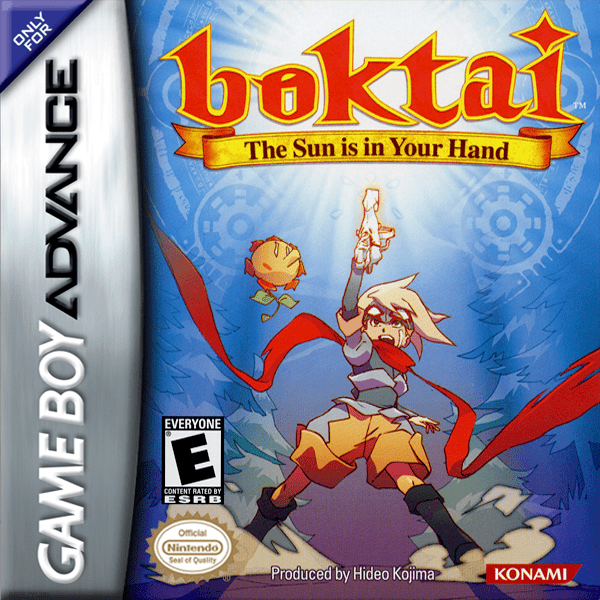 ONLY
FOR
GAME BOY ADVANCE
boktai
TM
The Sun is in Your Hand
EVERYONE
E
®
CONTENT RATED BY
ESRB
Official
Nintendo
Seal of Quality
®
Produced by Hideo Kojima
KONAMI